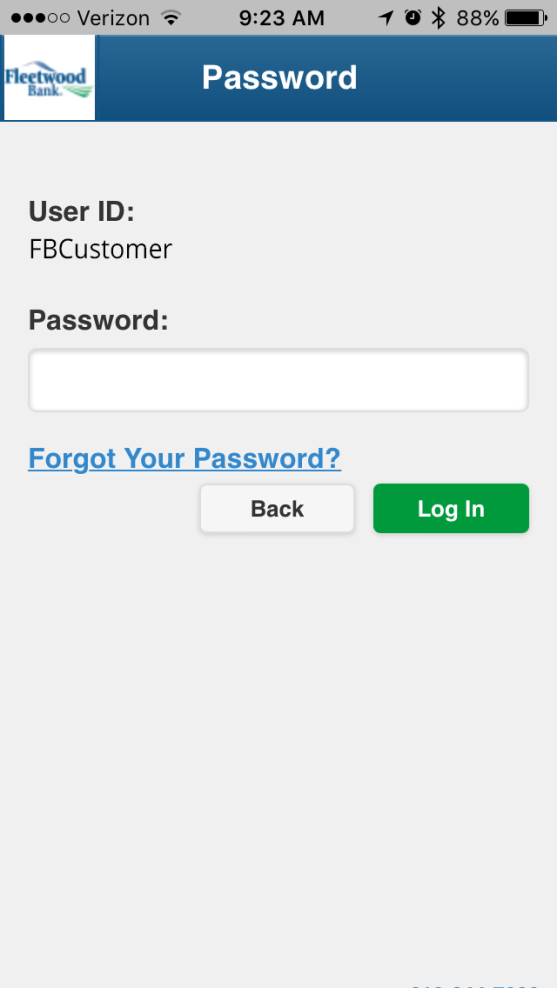 Verizon 9:23 AM 88%
Fleetwood
Bank.
Password
User ID:
FBCustomer
Password:
Forgot Your Password?
Back Log In